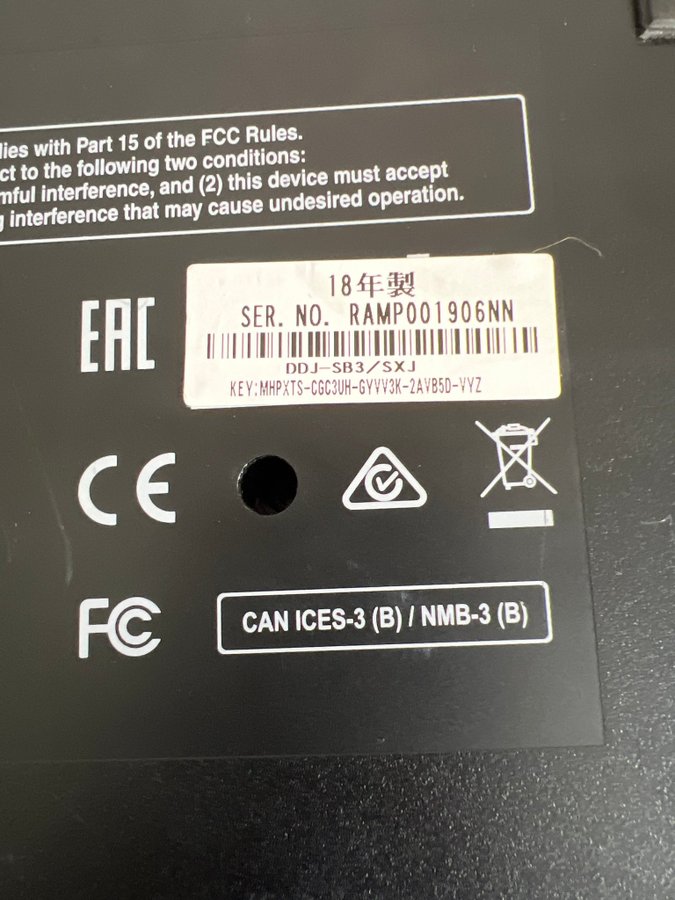 lies with Part 15 of the FCC Rules.
ct to the following two conditions:
mful interference, and (2) this device must accept
g interference that may cause undesired operation.
18年製
SER. NO. RAMP001906NN
DDJ-SB3/SXJ
KEY:MHPXTS-CGC3UH-GYVV3K-2AVB5D-VYZ
EAC
CE
FC
CAN ICES-3 (B) / NMB-3 (B)